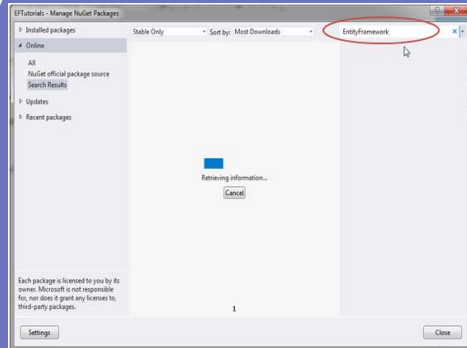 EFTutorials - Manage NuGet Packages
Installed packages
Stable Only
Sort by: Most Downloads
EntityFramework
Online
All
NuGet official package source
Search Results
Updates
Recent packages
Retrieving information...
Cancel
Each package is licensed to you by its
owner. Microsoft is not responsible
for, nor does it grant any licenses to,
third-party packages.
1
Settings
Close